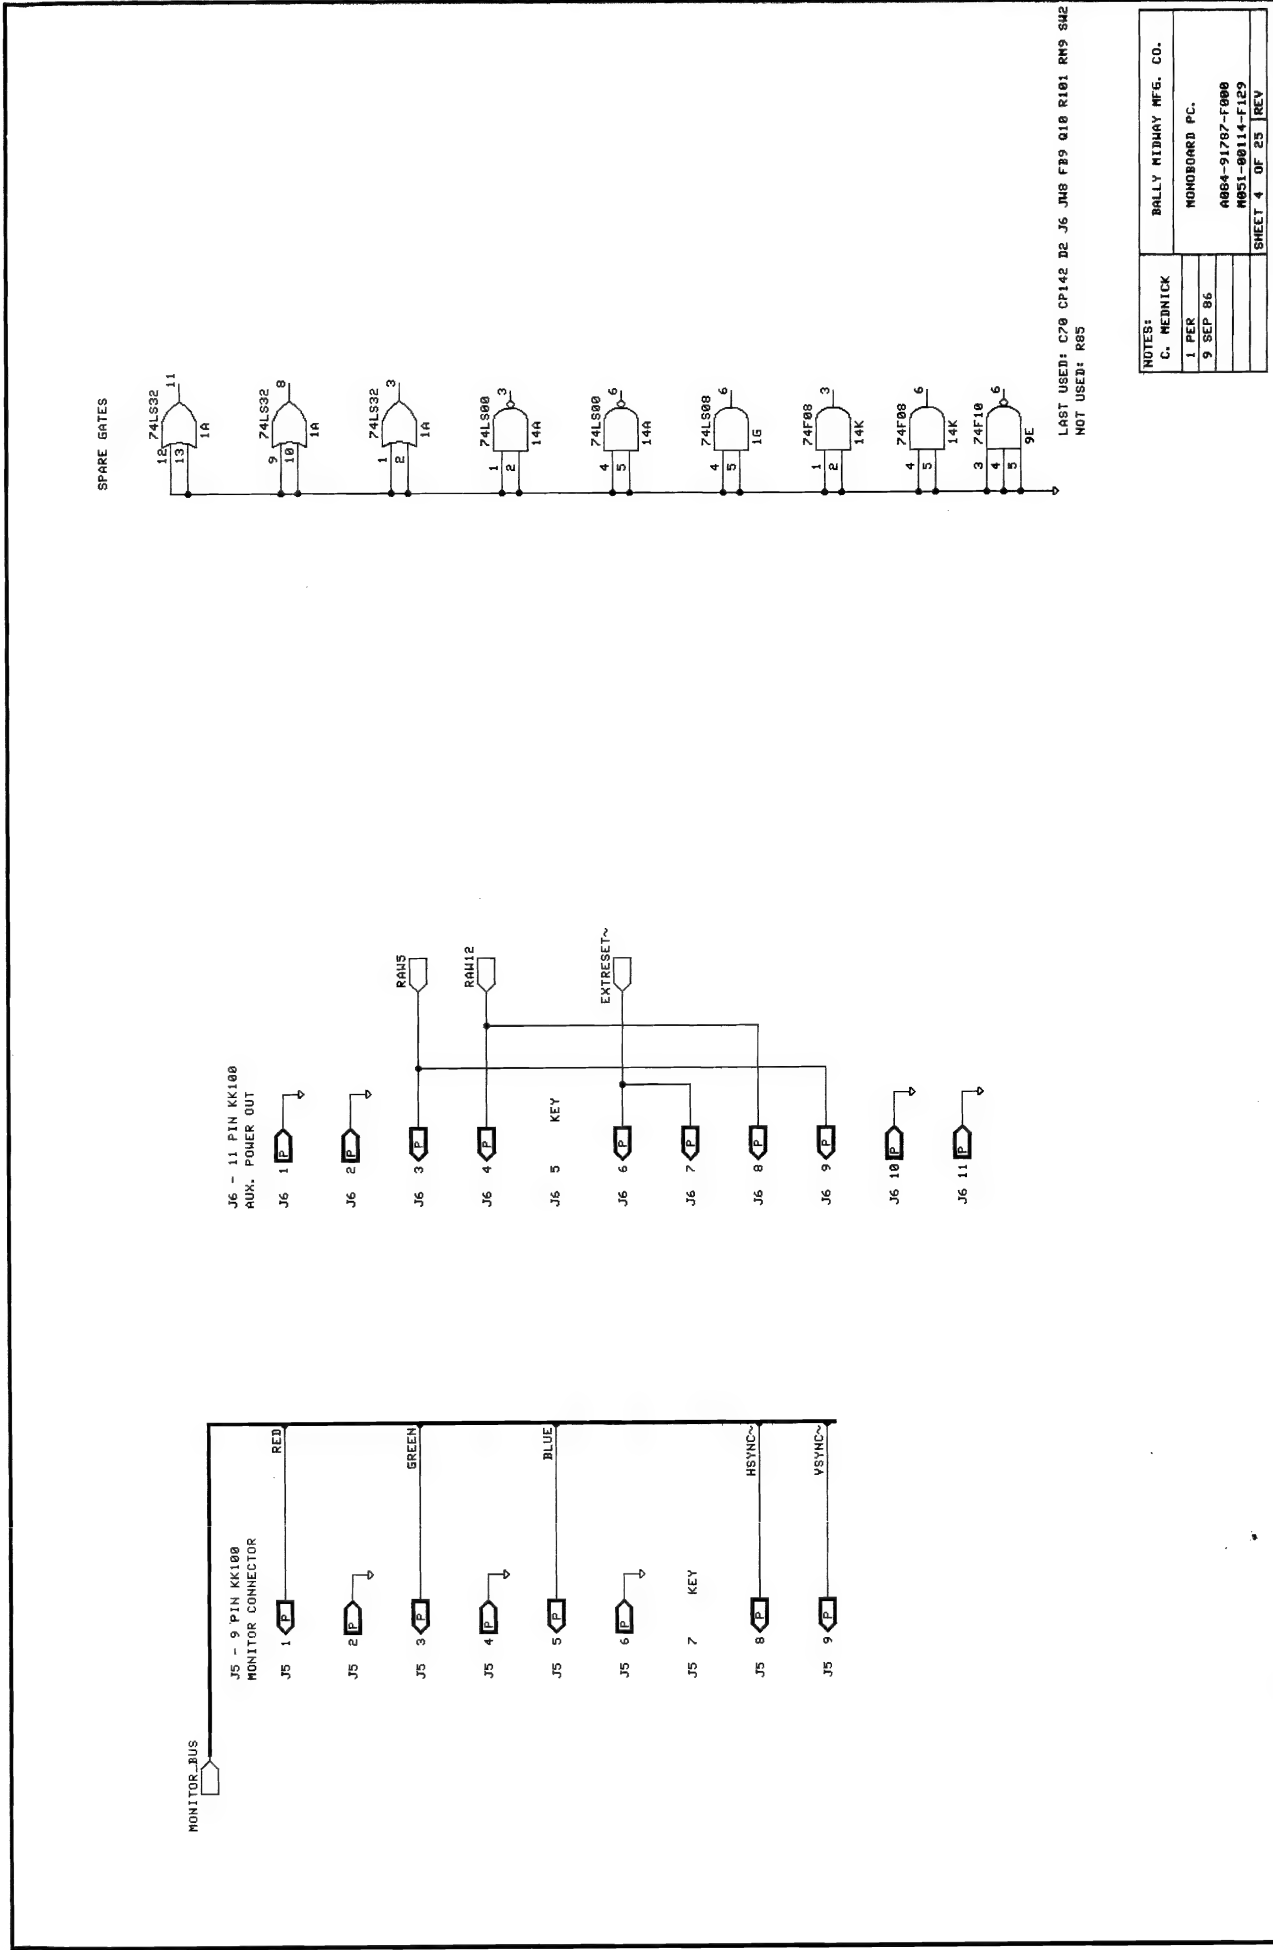 MONITOR_BUS
J5 - 9 PIN KK100
MONITOR CONNECTOR
J5 1 P RED
J5 2 P
J5 3 P GREEN
J5 4 P
J5 5 P BLUE
J5 6 P
J5 7 KEY
J5 8 P HSYNC~
J5 9 P VSYNC~
J6 - 11 PIN KK100
AUX. POWER OUT
J6 1 P
J6 2 P
J6 3 P RAW5
J6 4 P RAW12
J6 5 KEY
J6 6 P EXTRESET~
J6 7 P
J6 8 P
J6 9 P
J6 10 P
J6 11 P
SPARE GATES
12 13 74LS32 11 1A
9 10 74LS32 8 1A
1 2 74LS32 3 1A
1 2 74LS00 3 14A
4 5 74LS00 6 14A
4 5 74LS08 6 1G
1 2 74F08 3 14K
4 5 74F08 6 14K
3 4 5 74F10 6 9E
LAST USED: C70 CP142 D2 J6 JW8 FB9 Q10 R101 RM9 SW2
NOT USED: R85
NOTES:
C. MEDNICK
1 PER
9 SEP 86
BALLY MIDWAY MFG. CO.
MONOBOARD PC.
A084-91787-F000
M051-00114-F129
SHEET 4 OF 25 REV